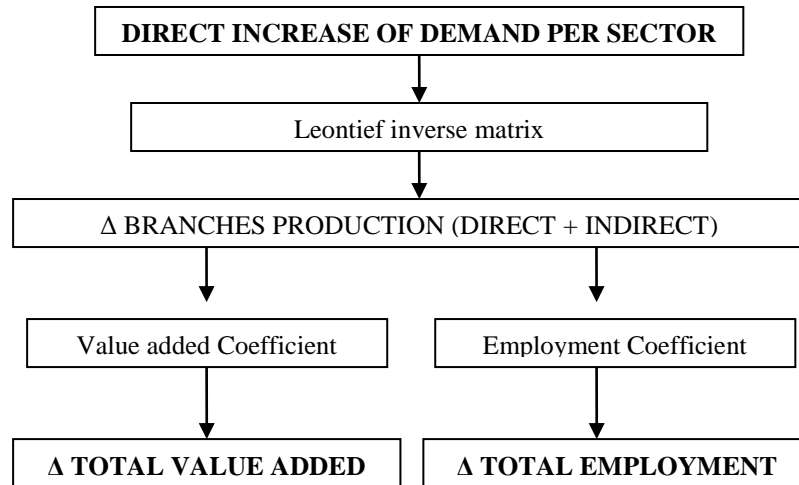 DIRECT INCREASE OF DEMAND PER SECTOR
Leontief inverse matrix
Δ BRANCHES PRODUCTION (DIRECT + INDIRECT)
Value added Coefficient
Employment Coefficient
Δ TOTAL VALUE ADDED
Δ TOTAL EMPLOYMENT